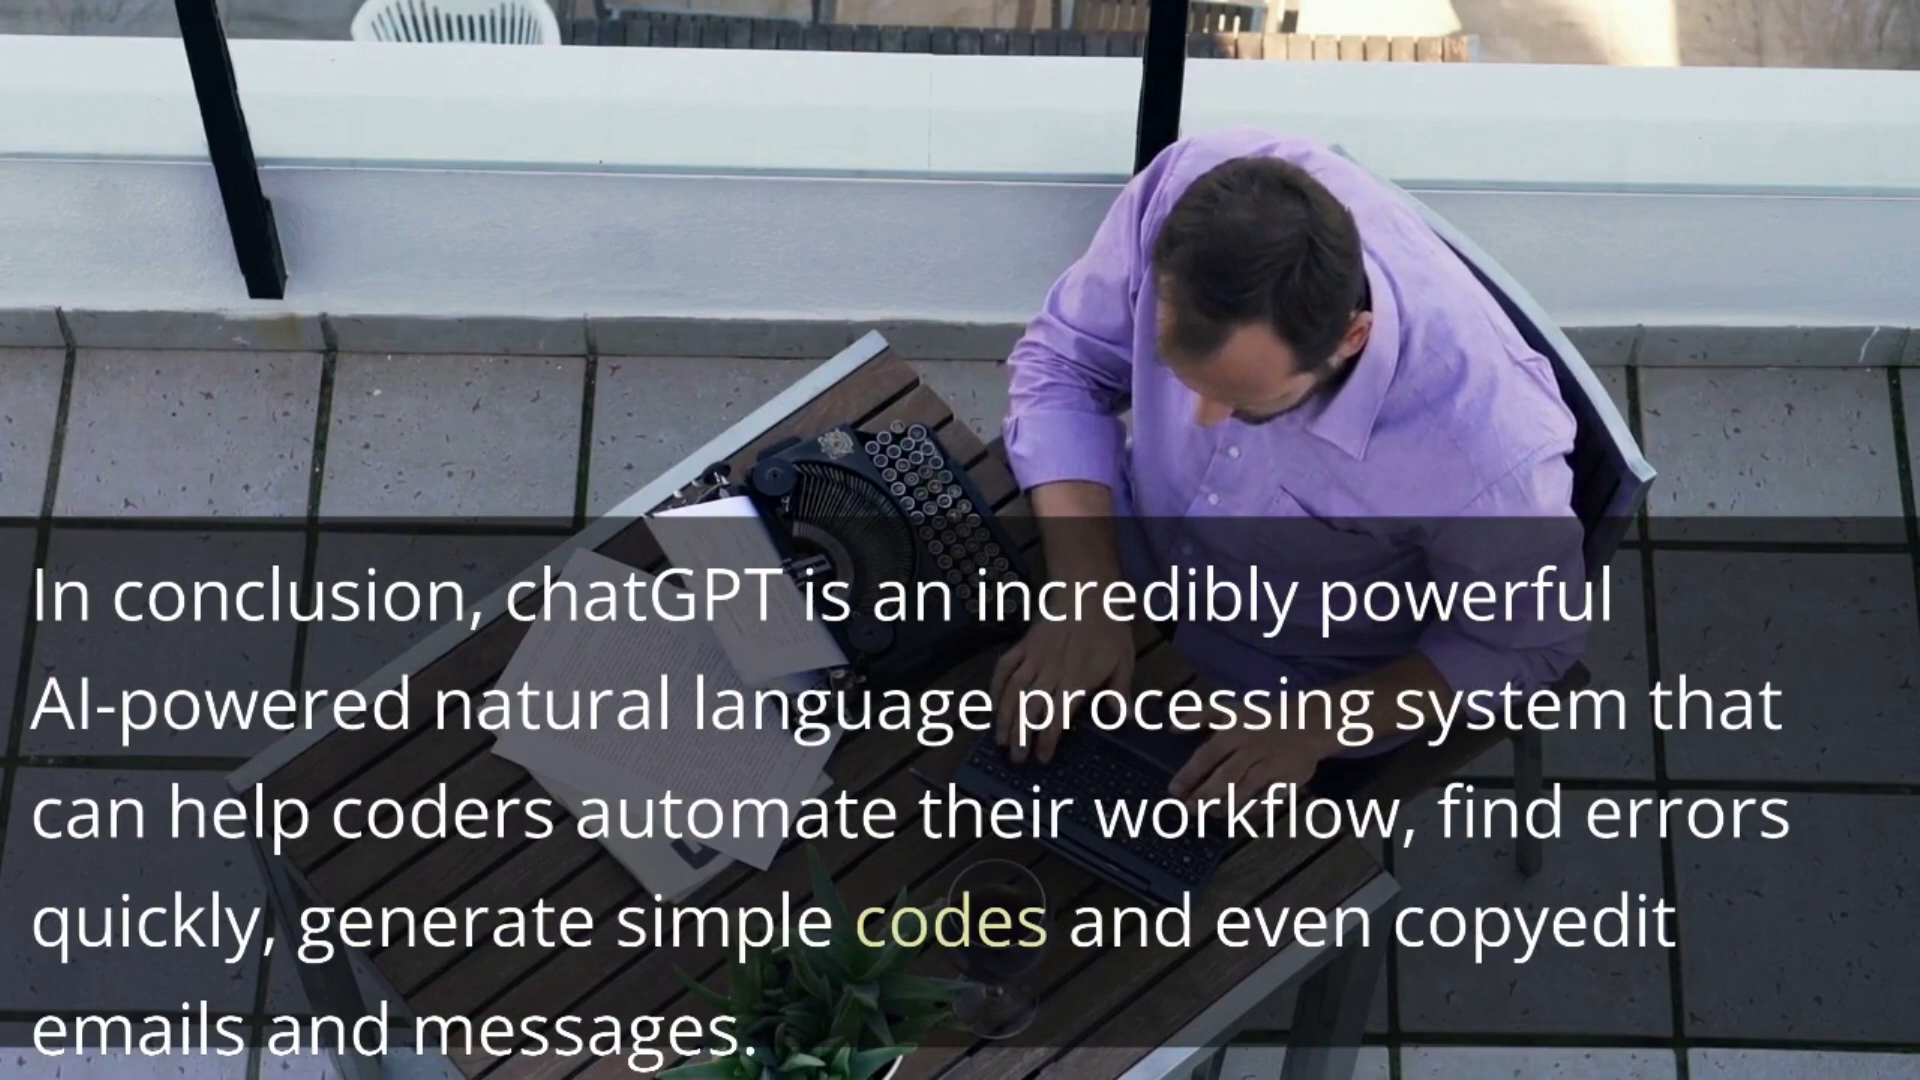 In conclusion, chatGPT is an incredibly powerful
AI-powered natural language processing system that
can help coders automate their workflow, find errors
quickly, generate simple codes and even copyedit
emails and messages.